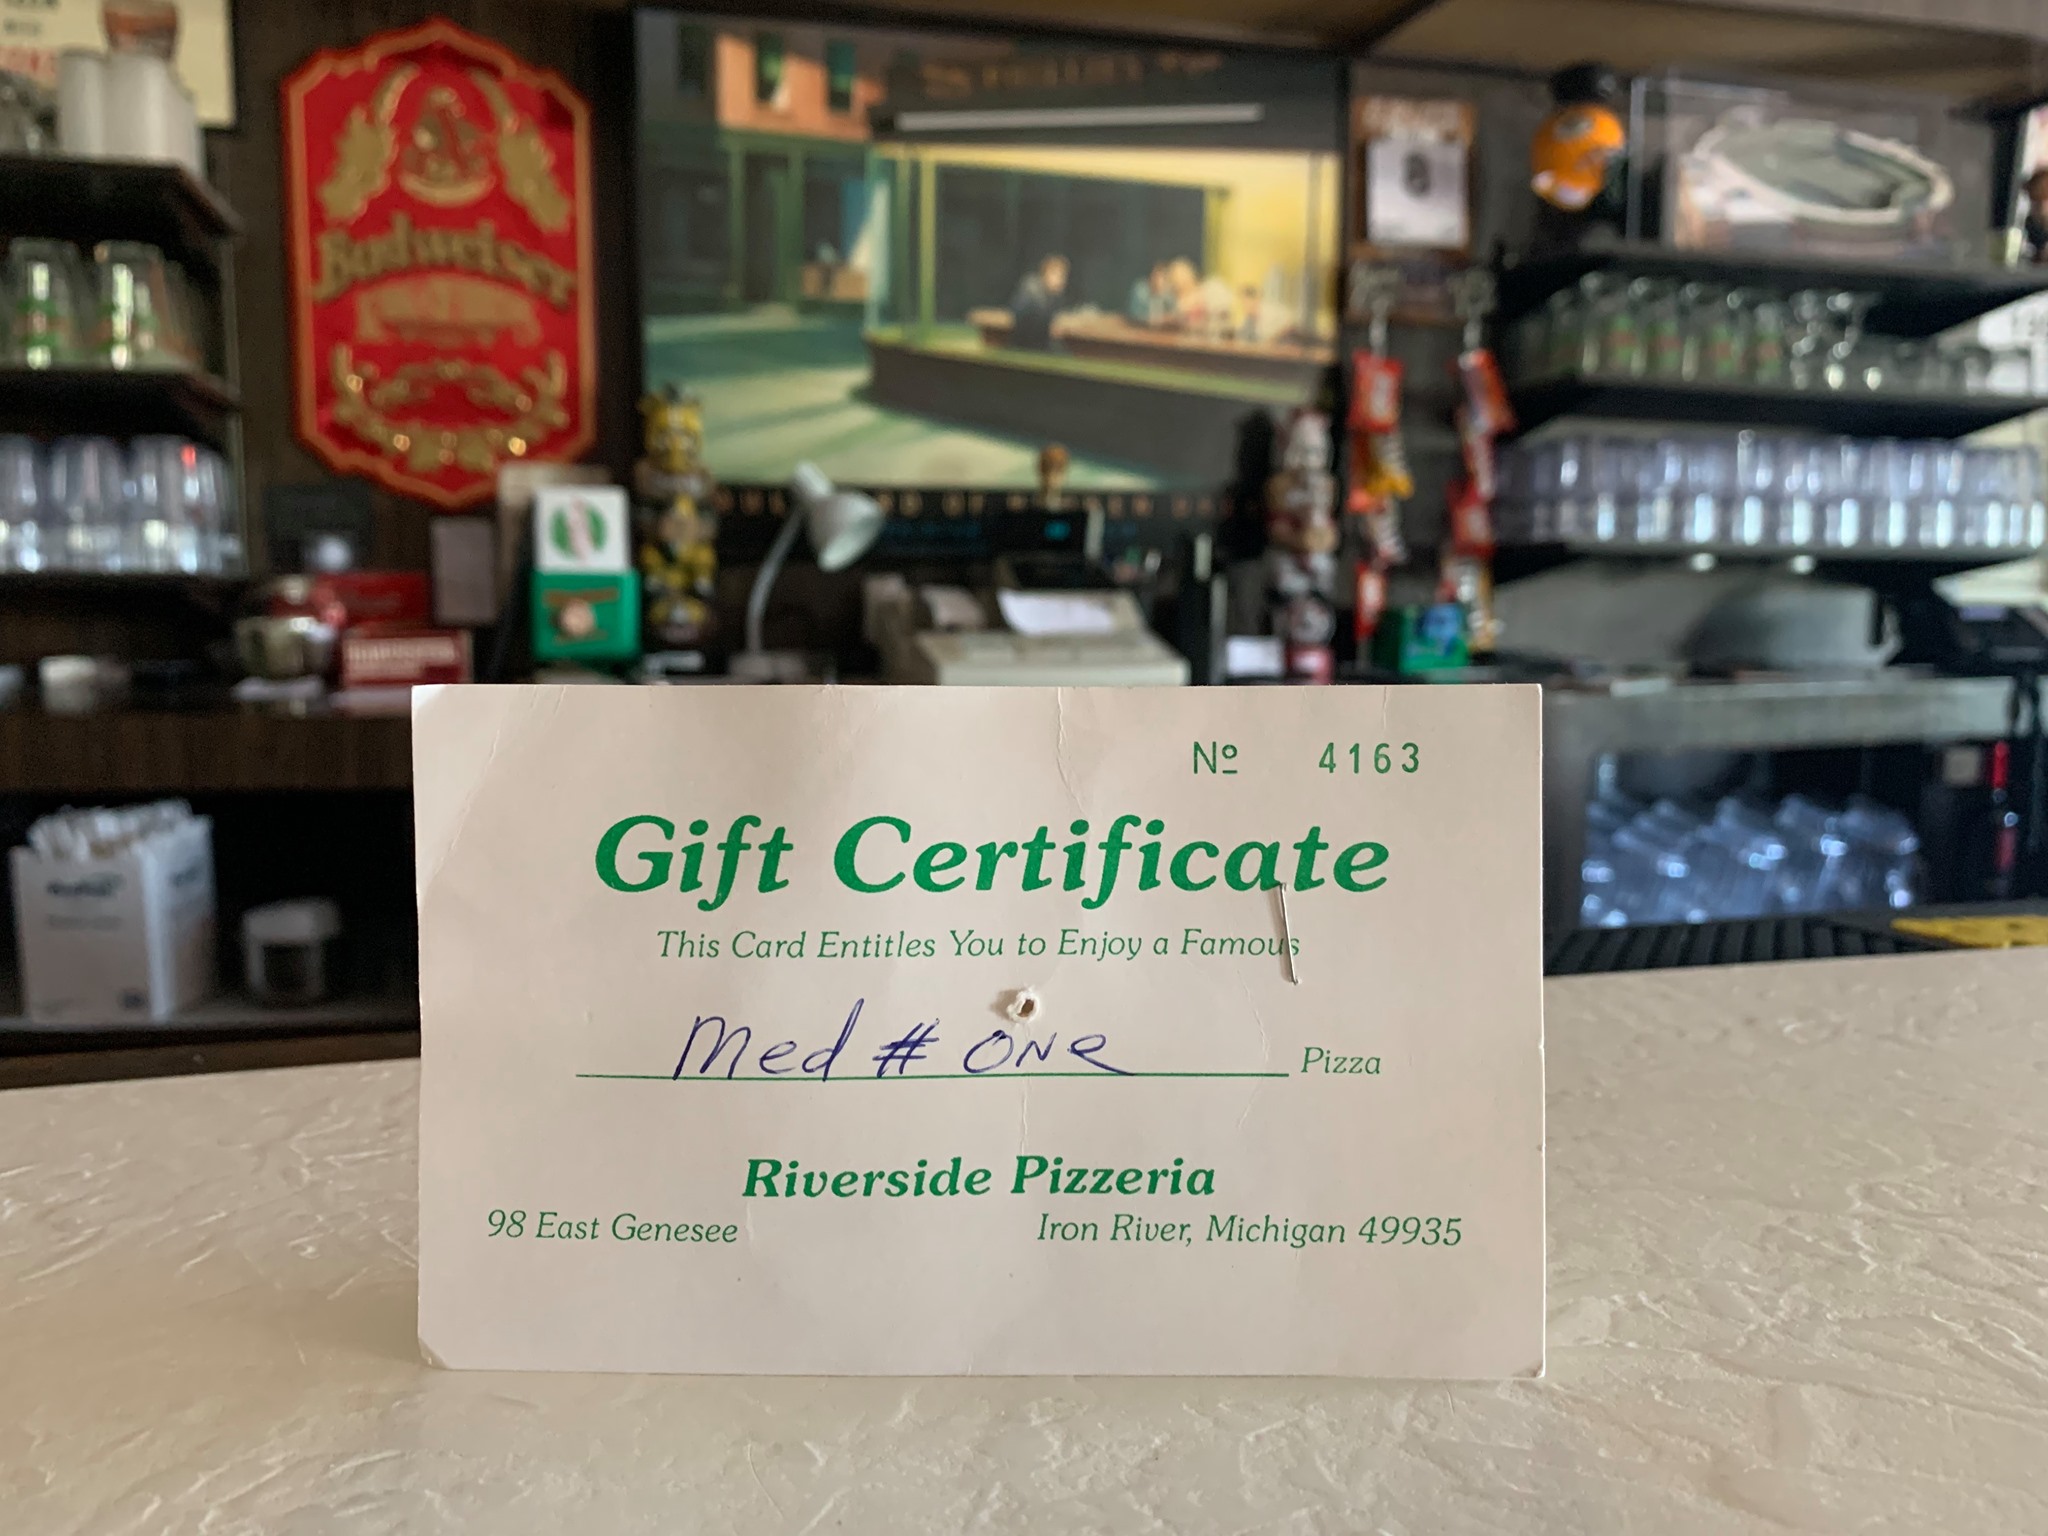 Budweiser
Nº 4163
Gift Certificate
This Card Entitles You to Enjoy a Famous
Med # ONe Pizza
Riverside Pizzeria
98 East Genesee Iron River, Michigan 49935